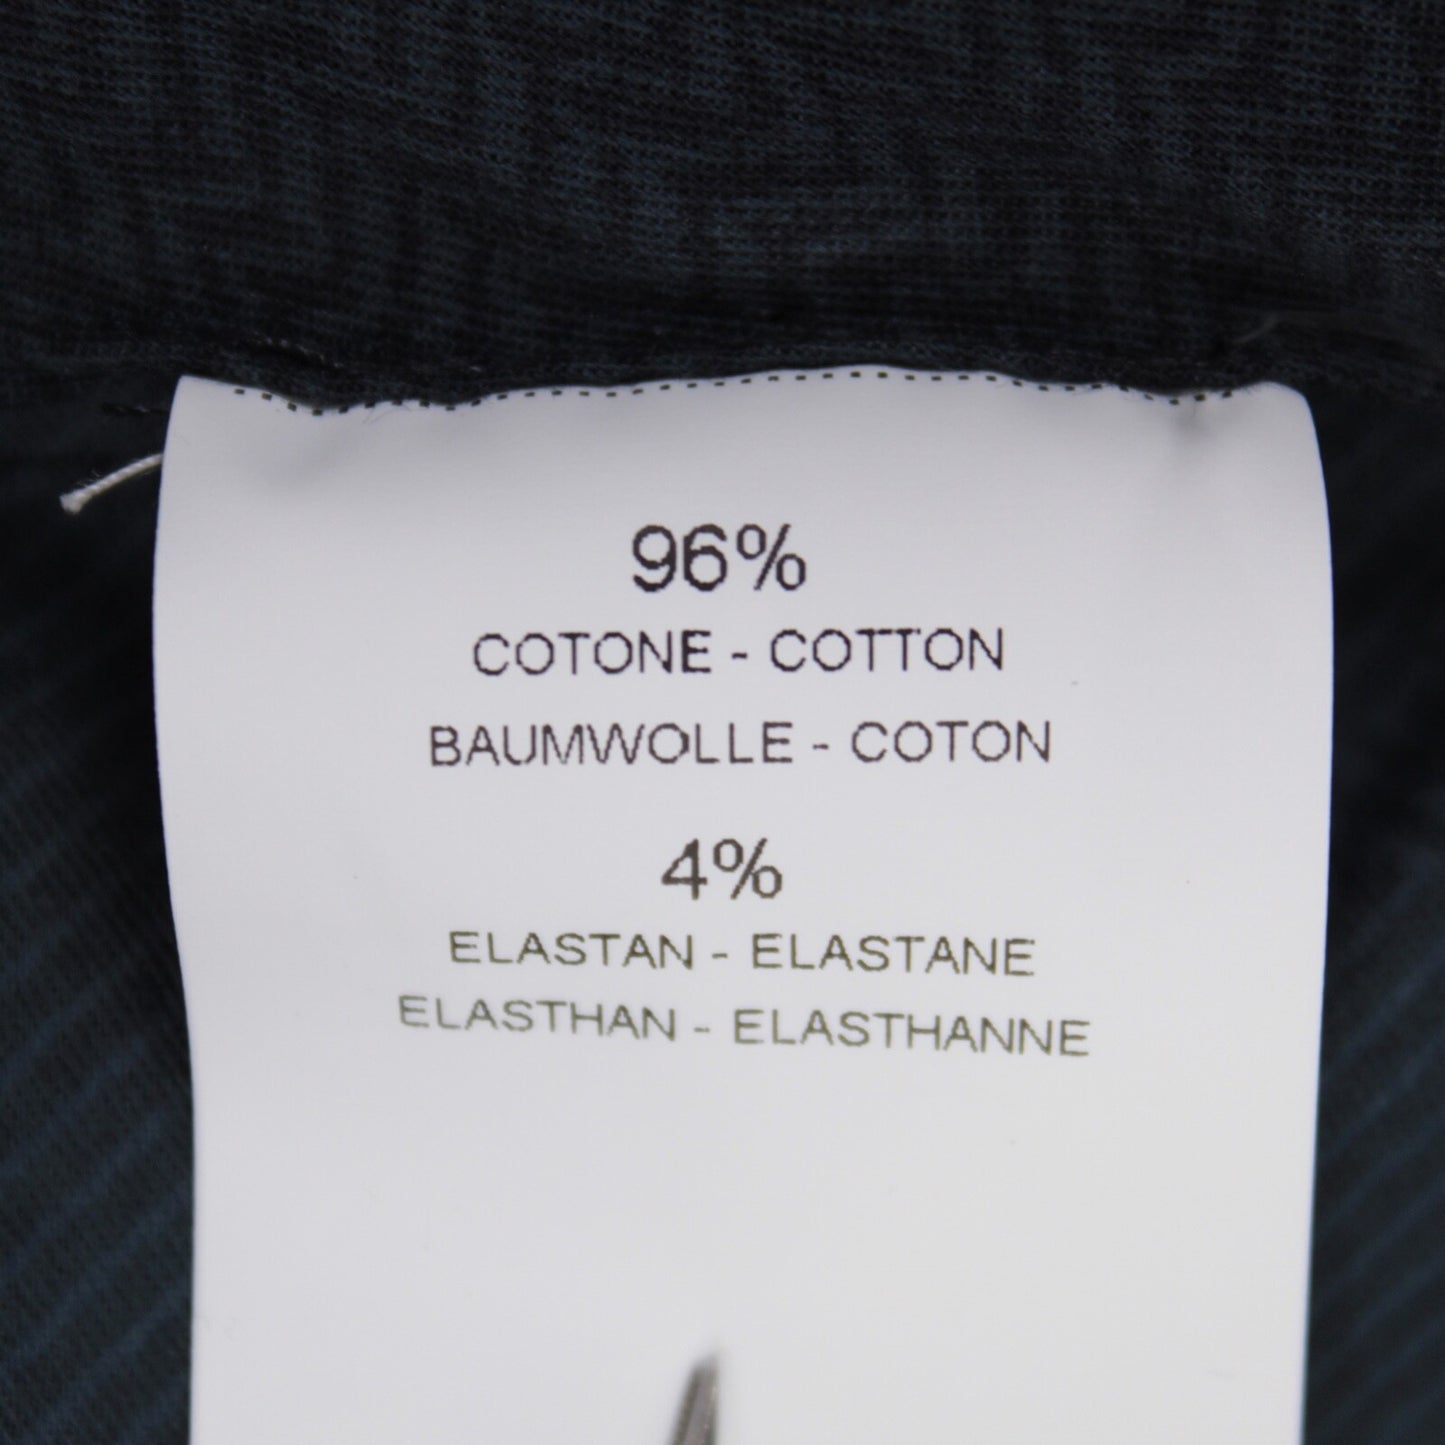 96%
COTONE - COTTON
BAUMWOLLE - COTON
4%
ELASTAN - ELASTANE
ELASTHAN - ELASTHANNE